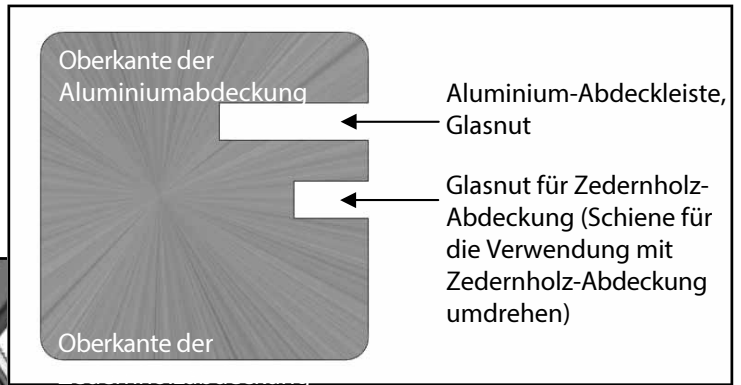 Oberkante der
Aluminiumabdeckung
Aluminium-Abdeckleiste,
Glasnut
Glasnut für Zedernholz-
Abdeckung (Schiene für
die Verwendung mit
Zedernholz-Abdeckung
umdrehen)
Oberkante der